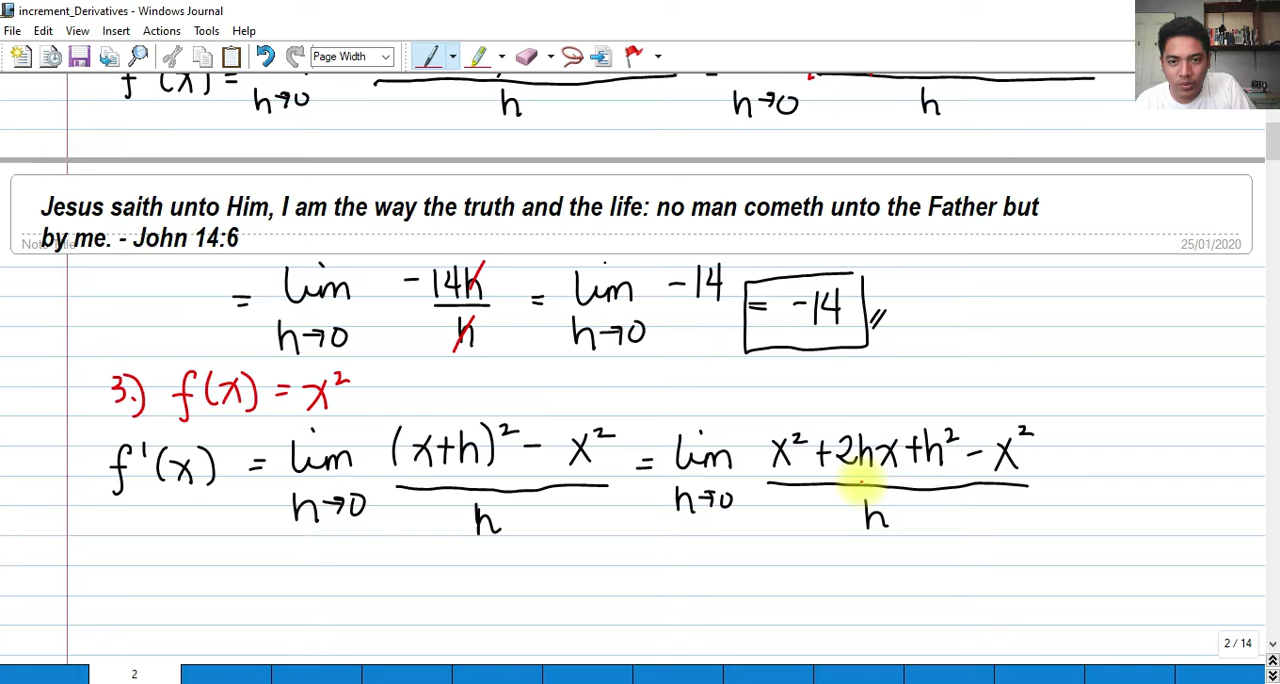 increment_Derivatives - Windows Journal
File Edit View Insert Actions Tools Help
Page Width
f'(x) = h→0 h h→0 h
Jesus saith unto Him, I am the way the truth and the life: no man cometh unto the Father but
by me. - John 14:6
Note Title 25/01/2020
= lim h→0 -14h/h = lim h→0 -14 = -14 //
3.) f(x) = x²
f'(x) = lim h→0 ((x+h)² - x²)/h = lim h→0 (x² + 2hx + h² - x²)/h
2 / 14
2